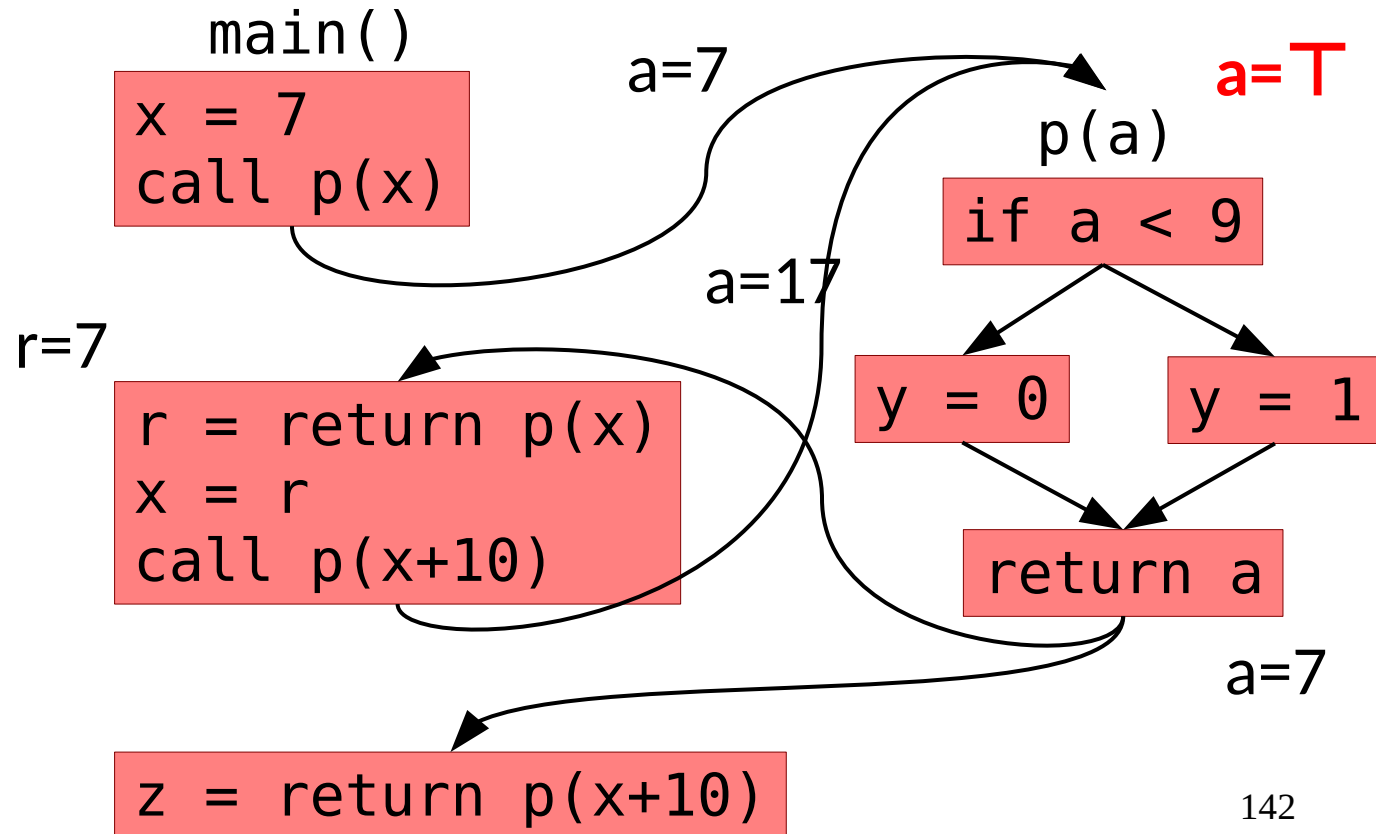 main()
x = 7
call p(x)
a=7
a=⊤
p(a)
if a < 9
a=17
y = 0
y = 1
r=7
r = return p(x)
x = r
call p(x+10)
return a
a=7
z = return p(x+10)
142